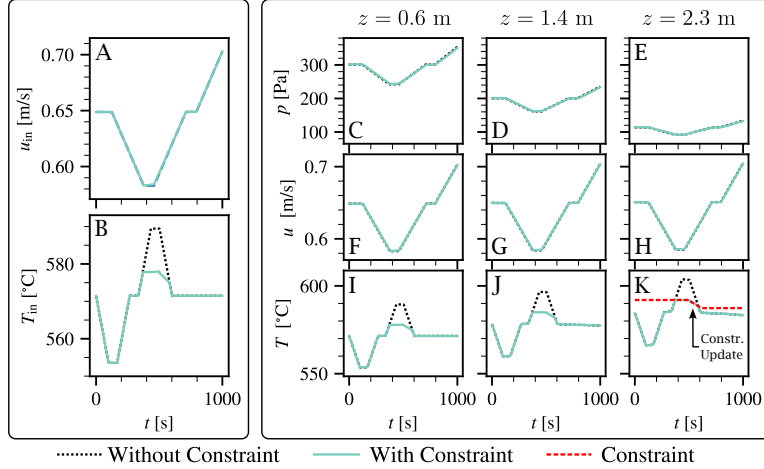 z = 0.6 m
z = 1.4 m
z = 2.3 m
A
0.70
0.65
0.60
u_in [m/s]
B
580
560
T_in [°C]
0
1000
t [s]
300
200
100
p [Pa]
C
D
E
0.7
0.6
u [m/s]
F
G
H
600
550
T [°C]
I
J
K
Constr.
Update
0
1000
0
1000
0
1000
t [s]
t [s]
t [s]
Without Constraint
With Constraint
Constraint